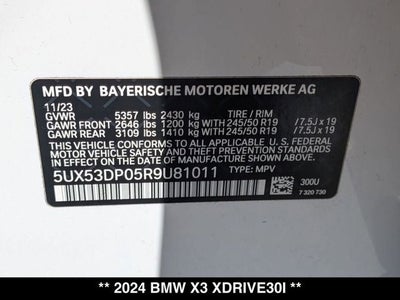 MFD BY BAYERISCHE MOTOREN WERKE AG
11/23
GVWR 5357 lbs 2430 kg TIRE / RIM
GAWR FRONT 2646 lbs 1200 kg WITH 245/50 R19 / 7.5J x 19
GAWR REAR 3109 lbs 1410 kg WITH 245/50 R19 / 7.5J x 19
THIS VEHICLE CONFORMS TO ALL APPLICABLE U. S. FEDERAL
MOTOR VEHICLE SAFETY, BUMPER, AND THEFT PREVENTION
STANDARDS IN EFFECT ON THE DATE OF MANUFACTURE SHOWN ABOVE.
5UX53DP05R9U81011 TYPE: MPV 300U
7 320 730
** 2024 BMW X3 XDRIVE30I **